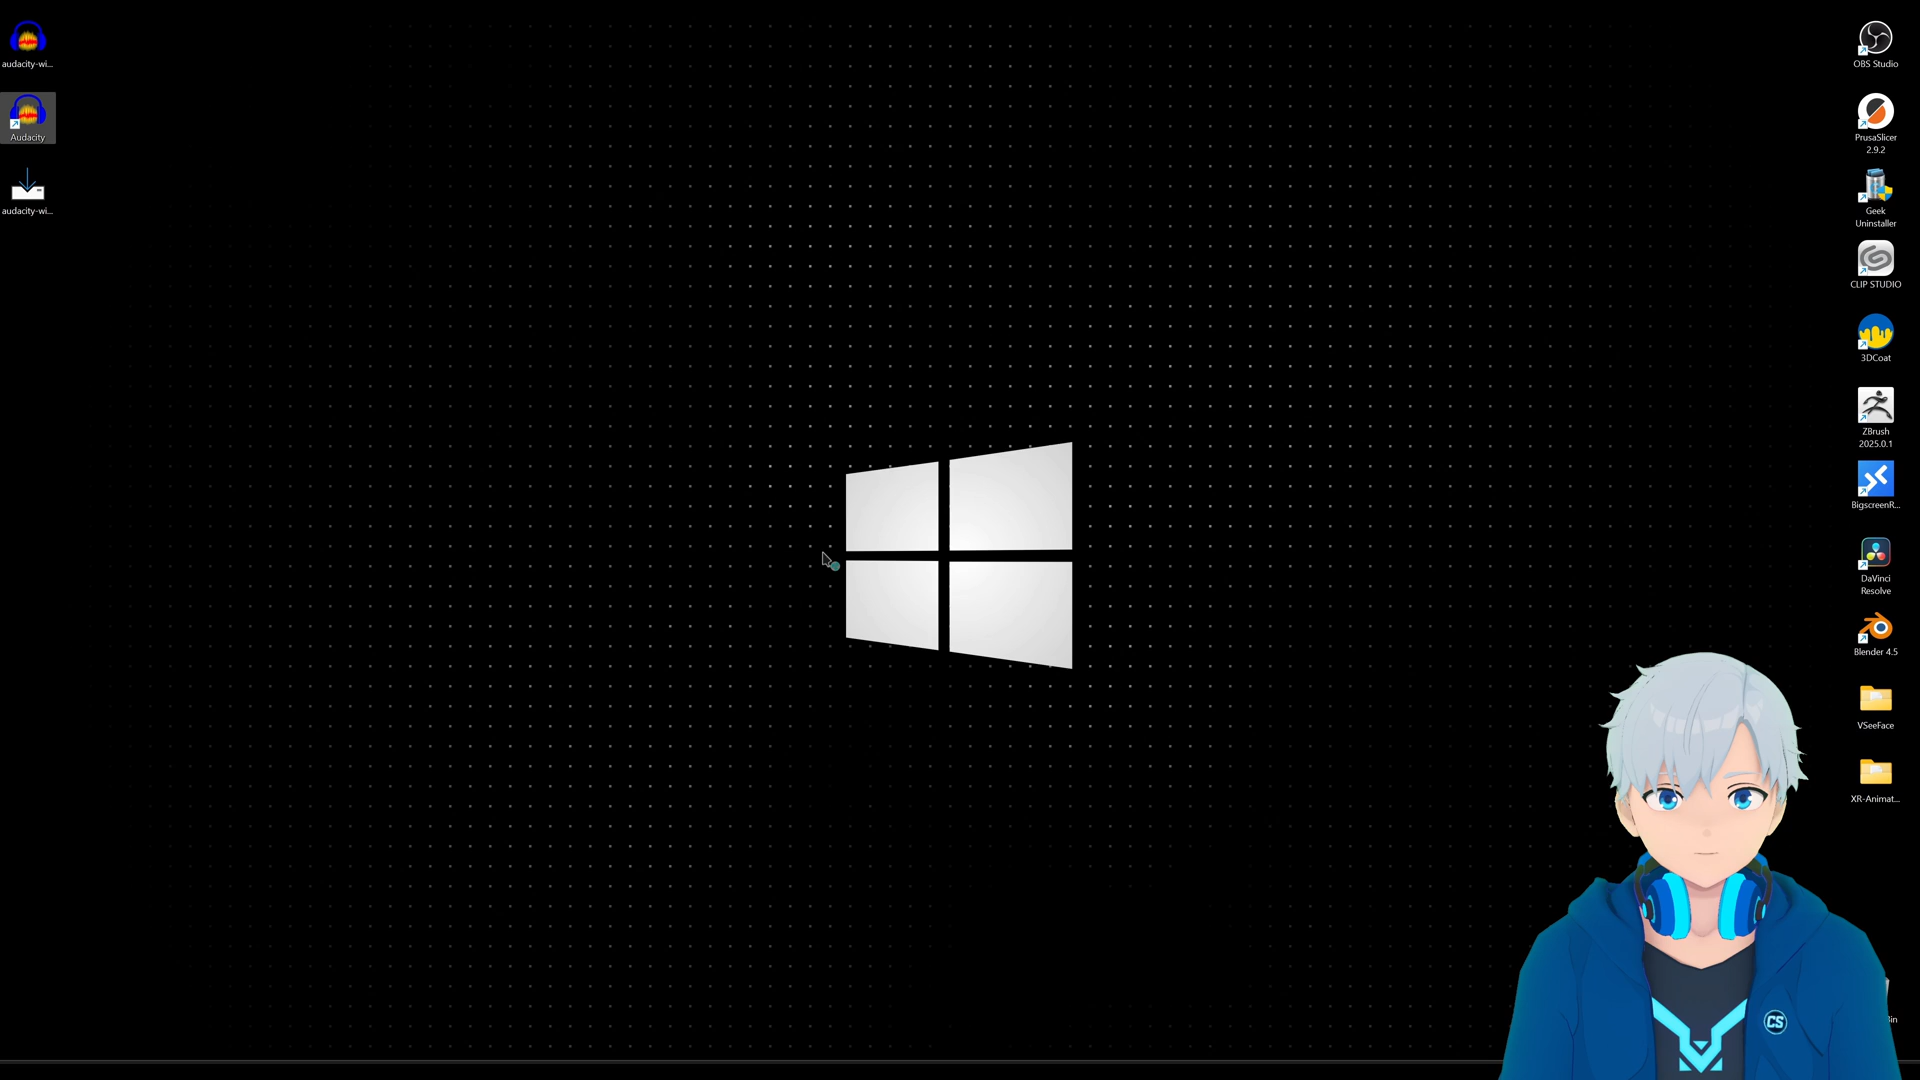 audacity-wi...
Audacity
audacity-wi...
OBS Studio
PrusaSlicer
2.9.2
Geek
Uninstaller
CLIP STUDIO
3DCoat
ZBrush
2025.0.1
BigscreenR...
DaVinci
Resolve
Blender 4.5
VSeeFace
XR-Animat...
CS